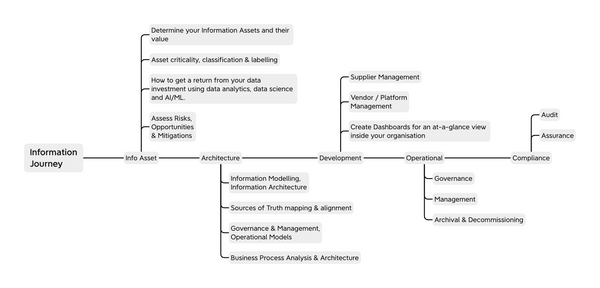 Information
Journey
Info Asset
Determine your Information Assets and their
value
Asset criticality, classification & labelling
How to get a return from your data
investment using data analytics, data science
and AI/ML.
Assess Risks,
Opportunities
& Mitigations
Architecture
Information Modelling,
Information Architecture
Sources of Truth mapping & alignment
Governance & Management,
Operational Models
Business Process Analysis & Architecture
Development
Supplier Management
Vendor / Platform
Management
Create Dashboards for an at-a-glance view
inside your organisation
Operational
Governance
Management
Archival & Decommissioning
Compliance
Audit
Assurance